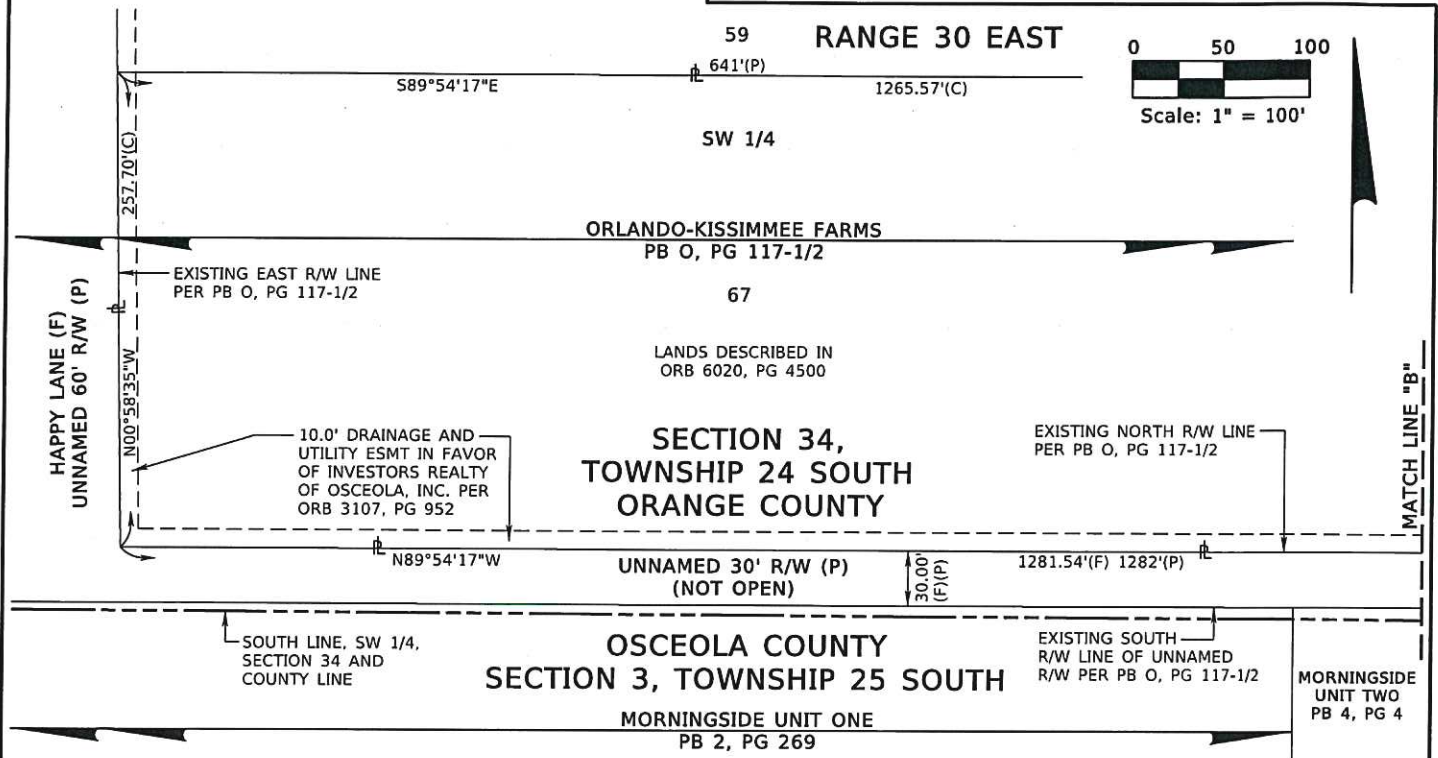 59
RANGE 30 EAST
0 50 100
Scale: 1" = 100'
641'(P)
S89°54'17"E
1265.57'(C)
SW 1/4
257.70'(C)
ORLANDO-KISSIMMEE FARMS
PB O, PG 117-1/2
EXISTING EAST R/W LINE
PER PB O, PG 117-1/2
67
HAPPY LANE (F)
UNNAMED 60' R/W (P)
N00°58'35"W
LANDS DESCRIBED IN
ORB 6020, PG 4500
MATCH LINE "B"
10.0' DRAINAGE AND
UTILITY ESMT IN FAVOR
OF INVESTORS REALTY
OF OSCEOLA, INC. PER
ORB 3107, PG 952
SECTION 34,
TOWNSHIP 24 SOUTH
ORANGE COUNTY
EXISTING NORTH R/W LINE
PER PB O, PG 117-1/2
N89°54'17"W
UNNAMED 30' R/W (P)
(NOT OPEN)
30.00'
(F)(P)
1281.54'(F) 1282'(P)
SOUTH LINE, SW 1/4,
SECTION 34 AND
COUNTY LINE
OSCEOLA COUNTY
SECTION 3, TOWNSHIP 25 SOUTH
EXISTING SOUTH
R/W LINE OF UNNAMED
R/W PER PB O, PG 117-1/2
MORNINGSIDE
UNIT TWO
PB 4, PG 4
MORNINGSIDE UNIT ONE
PB 2, PG 269